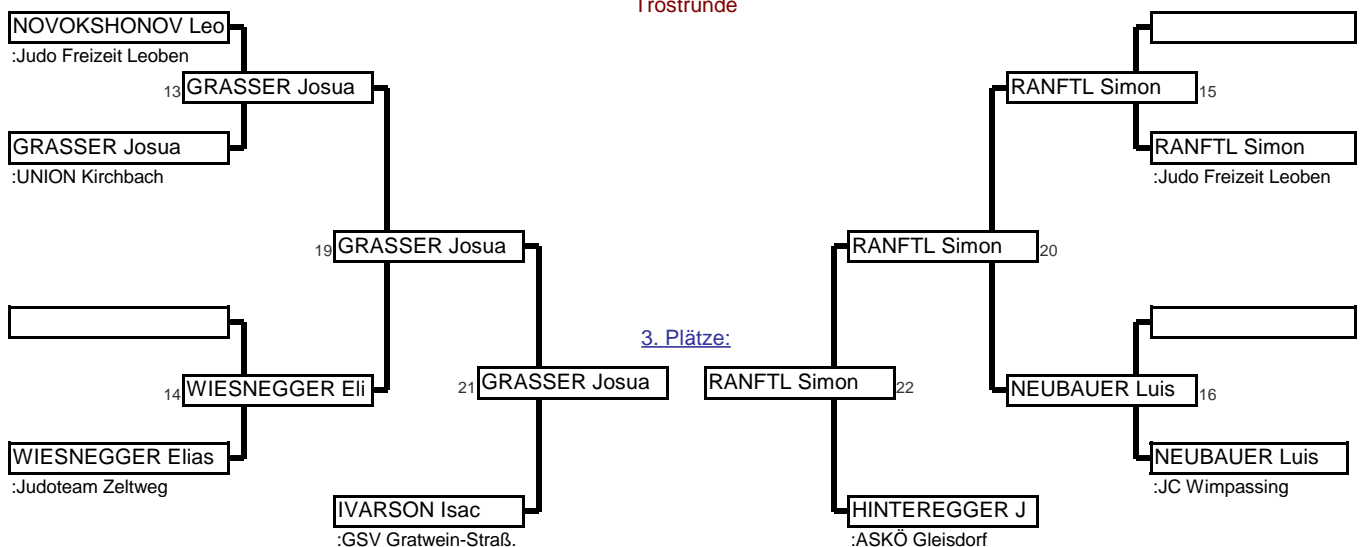 Trostrunde
NOVOKSHONOV Leo
:Judo Freizeit Leoben
13 GRASSER Josua
RANFTL Simon 15
GRASSER Josua
:UNION Kirchbach
RANFTL Simon
:Judo Freizeit Leoben
19 GRASSER Josua
RANFTL Simon 20
3. Plätze:
14 WIESNEGGER Eli
21 GRASSER Josua
RANFTL Simon 22
NEUBAUER Luis 16
WIESNEGGER Elias
:Judoteam Zeltweg
NEUBAUER Luis
:JC Wimpassing
IVARSON Isac
:GSV Gratwein-Straß.
HINTEREGGER J
:ASKÖ Gleisdorf